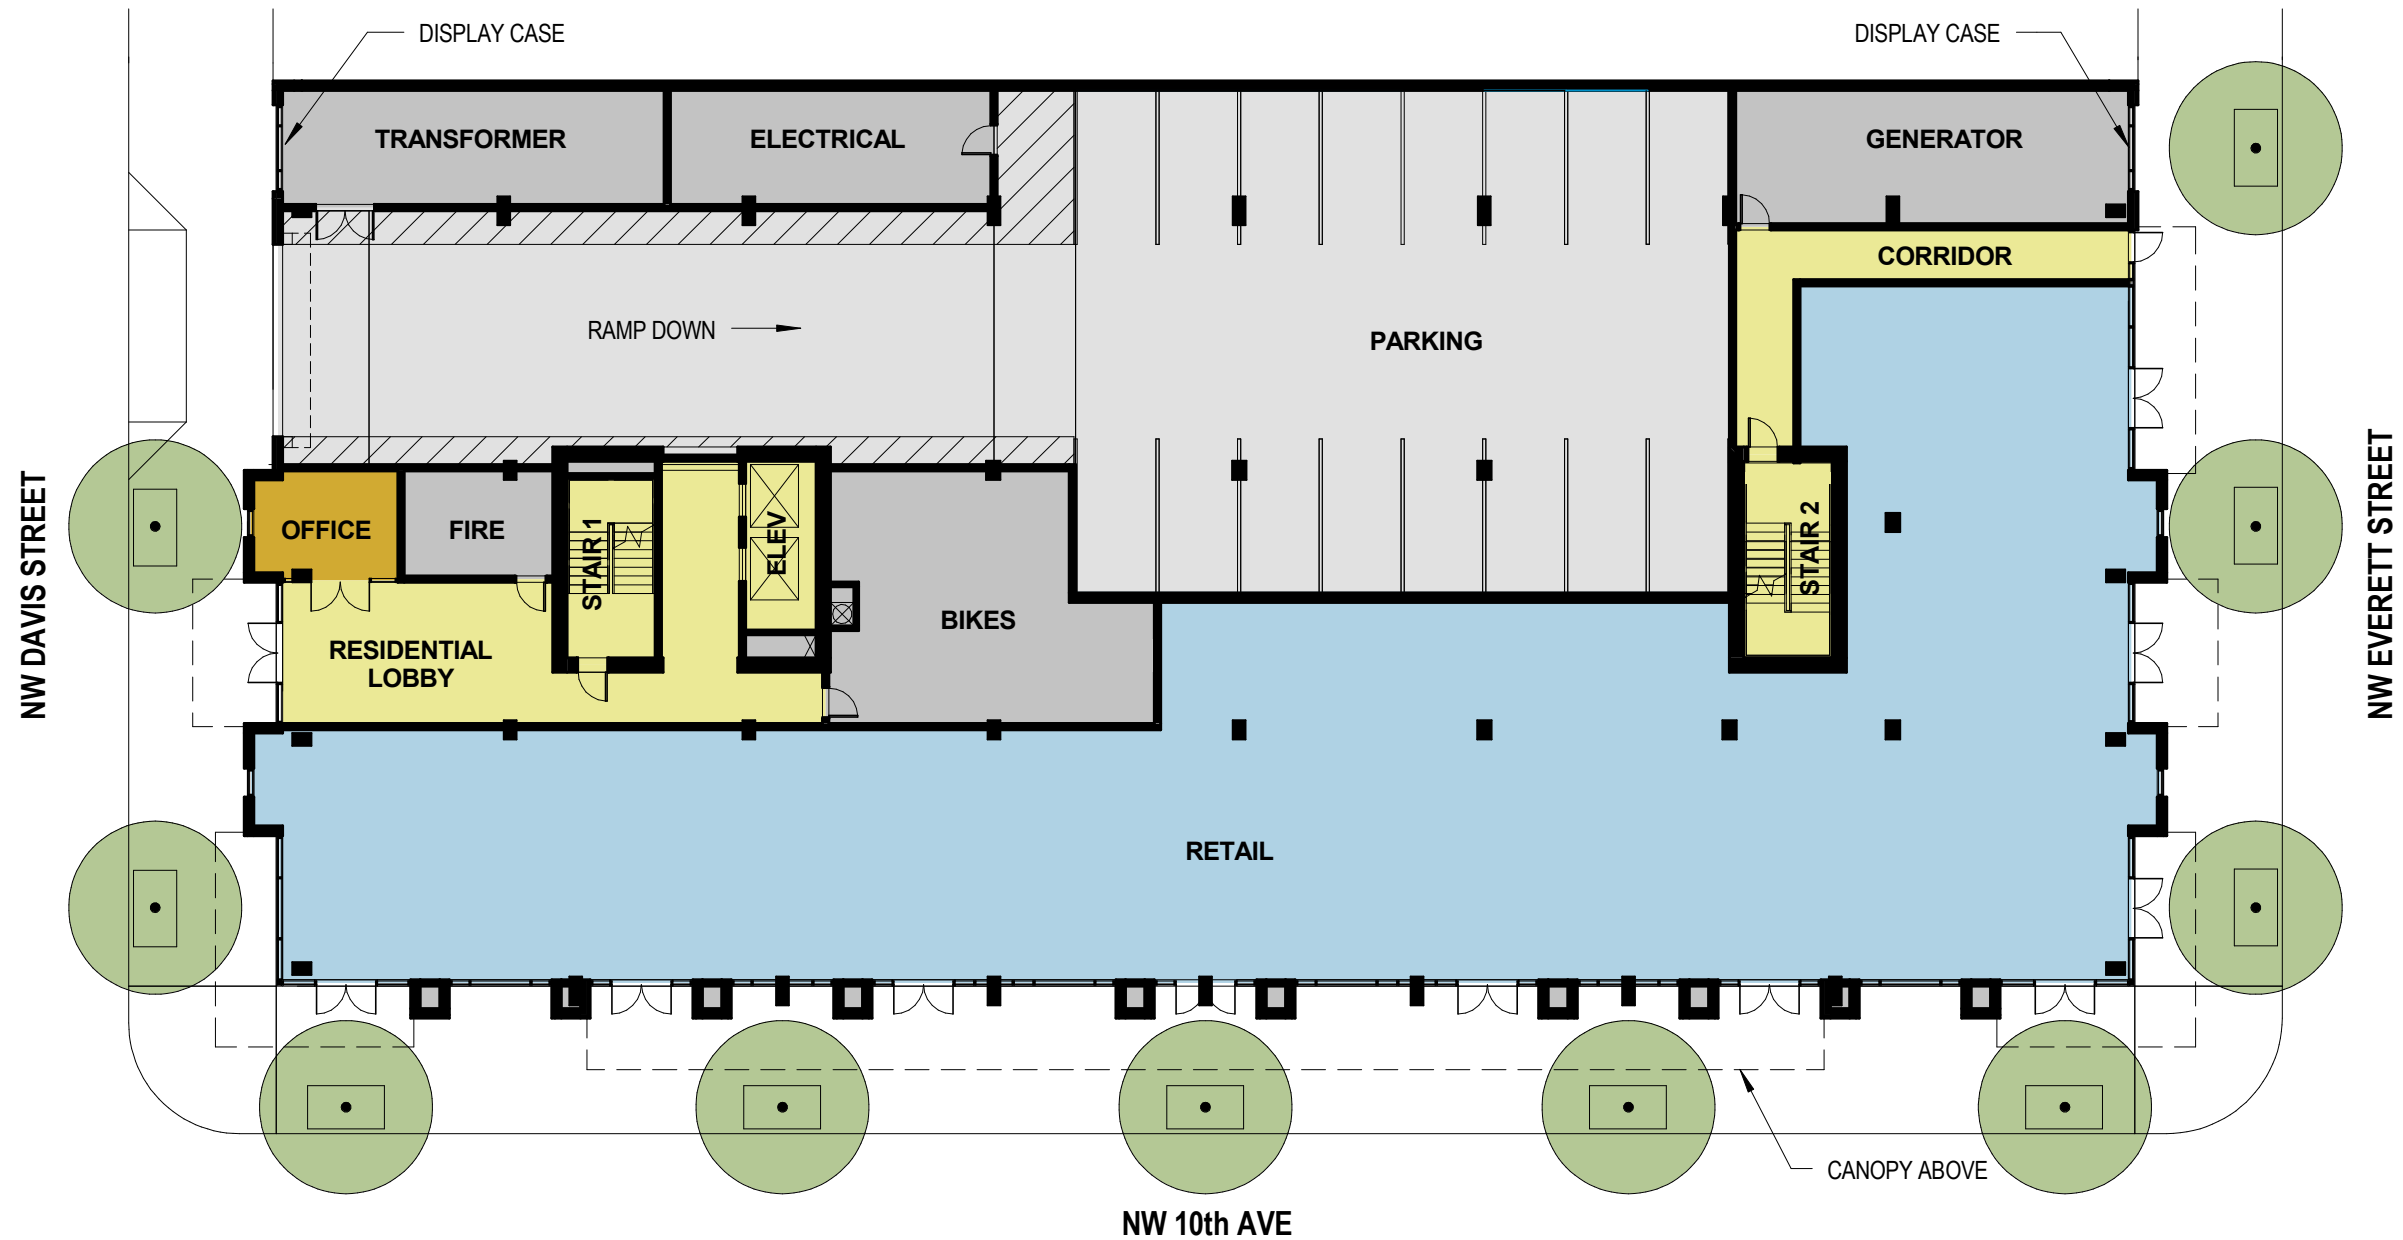 DISPLAY CASE
DISPLAY CASE
TRANSFORMER
ELECTRICAL
GENERATOR
CORRIDOR
RAMP DOWN
PARKING
NW DAVIS STREET
OFFICE
FIRE
STAIR 1
ELEV
STAIR 2
NW EVERETT STREET
BIKES
RESIDENTIAL
LOBBY
RETAIL
CANOPY ABOVE
NW 10th AVE